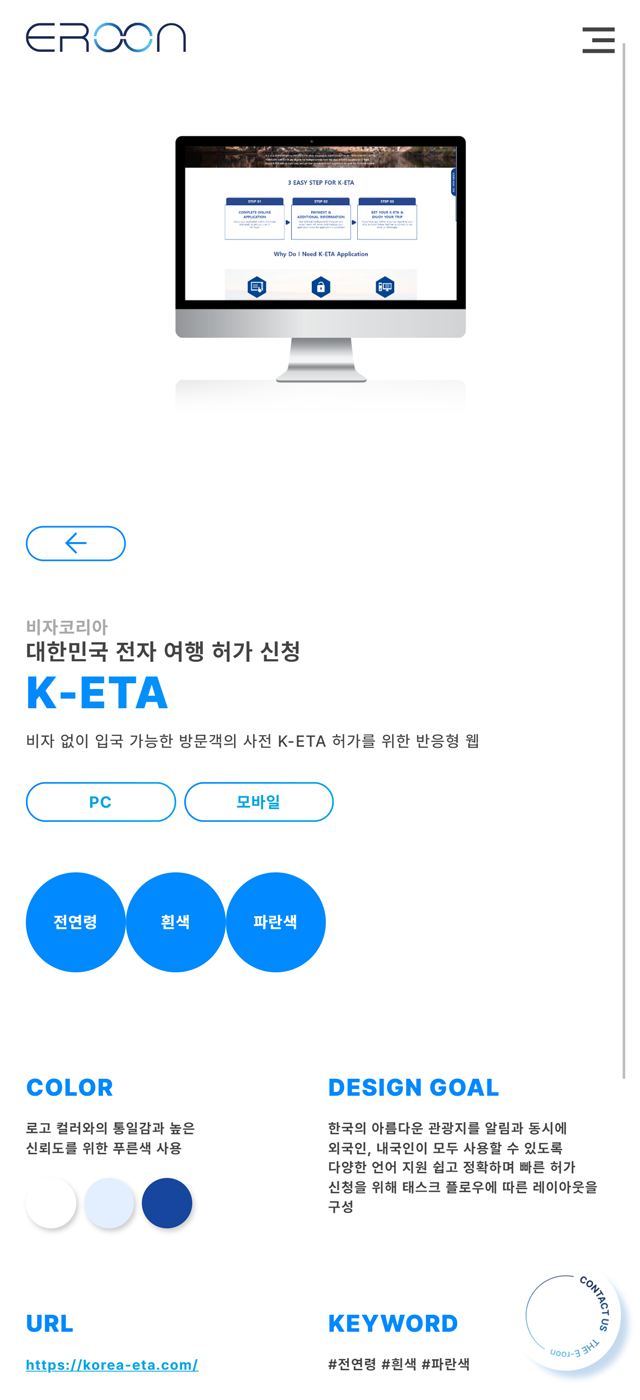 EROON
3 EASY STEP FOR K-ETA
STEP 01
STEP 02
STEP 03
COMPLETE ONLINE
APPLICATION
PAYMENT &
ADDITIONAL INFORMATION
GET YOUR K-ETA &
ENJOY YOUR TRIP
Why Do I Need K-ETA Application
비자코리아
대한민국 전자 여행 허가 신청
K-ETA
비자 없이 입국 가능한 방문객의 사전 K-ETA 허가를 위한 반응형 웹
PC
모바일
전연령
흰색
파란색
COLOR
로고 컬러와의 통일감과 높은
신뢰도를 위한 푸른색 사용
DESIGN GOAL
한국의 아름다운 관광지를 알림과 동시에
외국인, 내국인이 모두 사용할 수 있도록
다양한 언어 지원 쉽고 정확하며 빠른 허가
신청을 위해 태스크 플로우에 따른 레이아웃을
구성
URL
https://korea-eta.com/
KEYWORD
#전연령 #흰색 #파란색
CONTACT US
THE E-roon